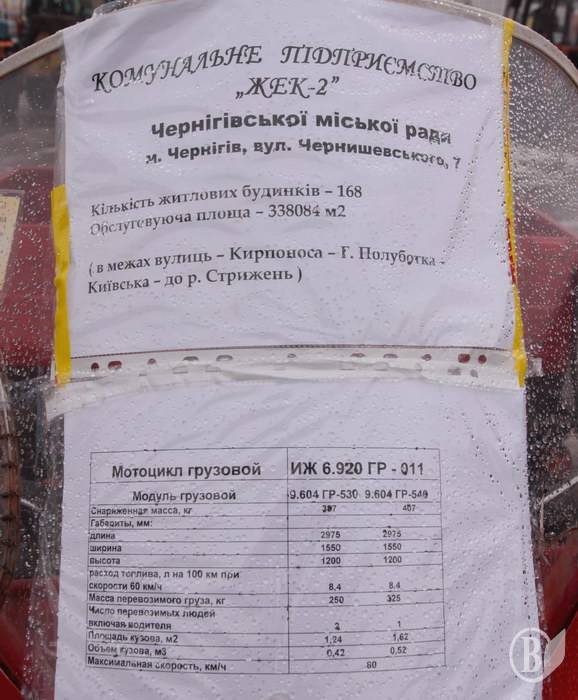 КОМУНАЛЬНЕ ПІДПРИЄМСТВО
„ЖЕК-2”
Чернігівської міської ради
м. Чернігів, вул. Чернишевського, 7
Кількість житлових будинків – 168
Обслугевуюча площа – 338084 м2
( в межах вулиць – Кирпоноса – Г. Полуботка –
Київська – до р. Стрижень )
Мотоцикл грузовой ИЖ 6.920 ГР - 011
Модуль грузовой 9.604 ГР-530 9.604 ГР-540
Снаряженная масса, кг 397 407
Габариты, мм:
длина 2975 2975
ширина 1550 1550
высота 1200 1200
расход топлива, л на 100 км при
скорости 60 км/ч 8,4 8,4
Масса перевозимого груза, кг 250 325
Число перевозимых людей
включая водителя 2 1
Площадь кузова, м2 1,24 1,62
Объем кузова, м3 0,42 0,52
Максимальная скорость, км/ч 80
В